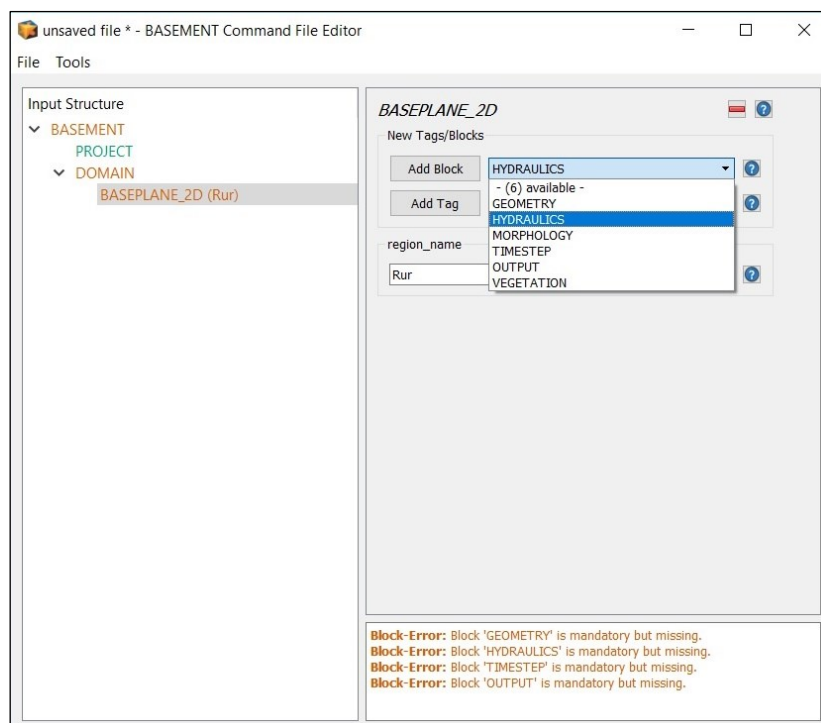 unsaved file * - BASEMENT Command File Editor
File Tools
Input Structure
BASEMENT
PROJECT
DOMAIN
BASEPLANE_2D (Rur)
BASEPLANE_2D
New Tags/Blocks
Add Block HYDRAULICS
- (6) available -
GEOMETRY
Add Tag
HYDRAULICS
MORPHOLOGY
TIMESTEP
OUTPUT
VEGETATION
region_name
Rur
Block-Error: Block 'GEOMETRY' is mandatory but missing.
Block-Error: Block 'HYDRAULICS' is mandatory but missing.
Block-Error: Block 'TIMESTEP' is mandatory but missing.
Block-Error: Block 'OUTPUT' is mandatory but missing.